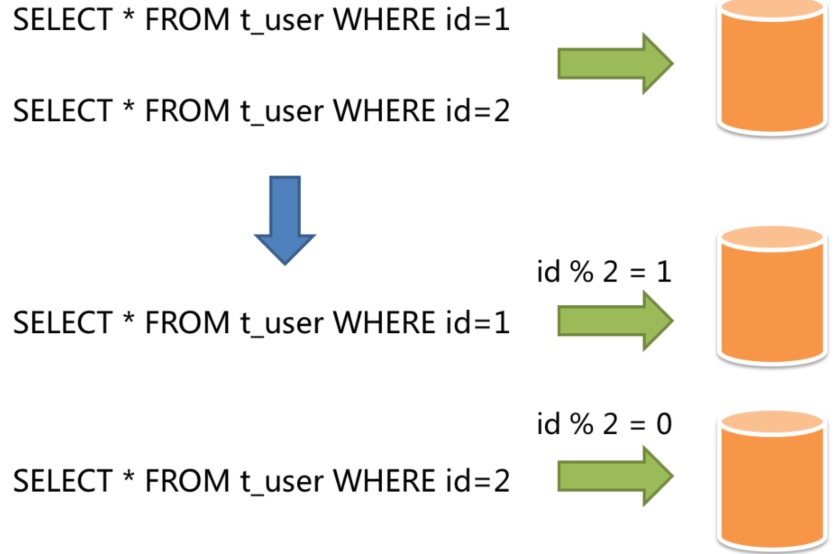 SELECT * FROM t_user WHERE id=1
SELECT * FROM t_user WHERE id=2
id % 2 = 1
SELECT * FROM t_user WHERE id=1
id % 2 = 0
SELECT * FROM t_user WHERE id=2